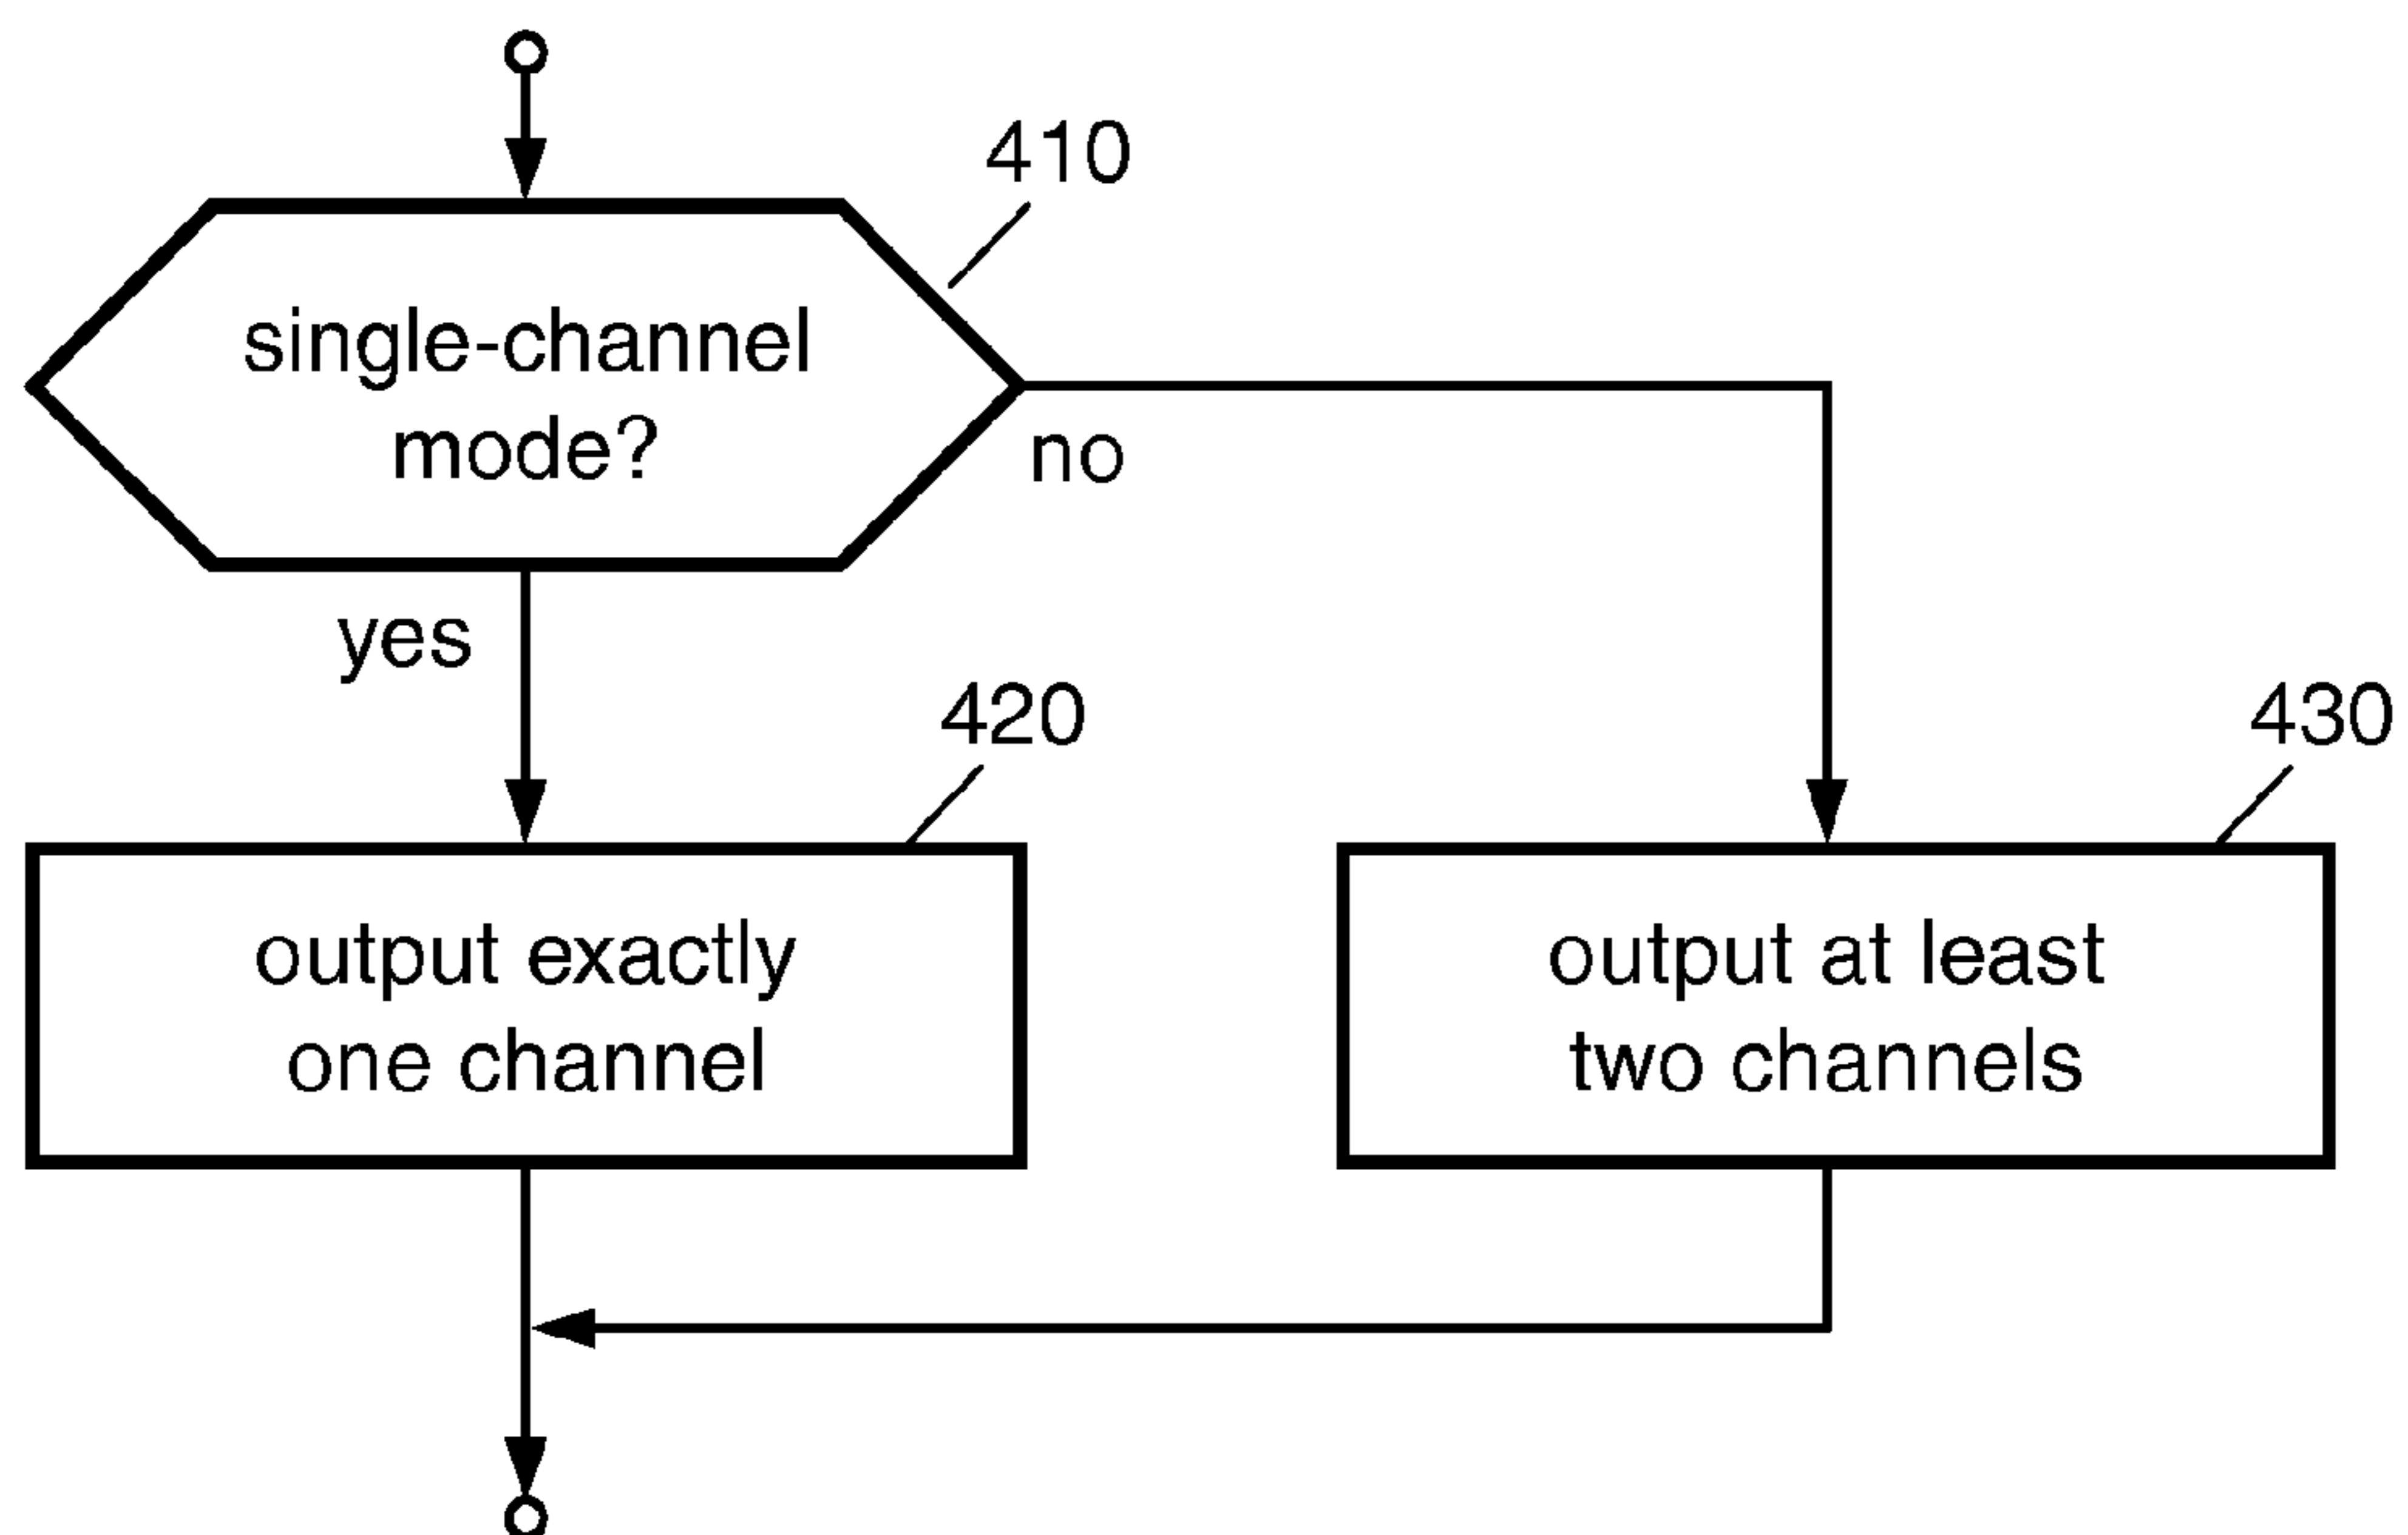 410
single-channel
mode?
no
yes
420
430
output exactly
one channel
output at least
two channels